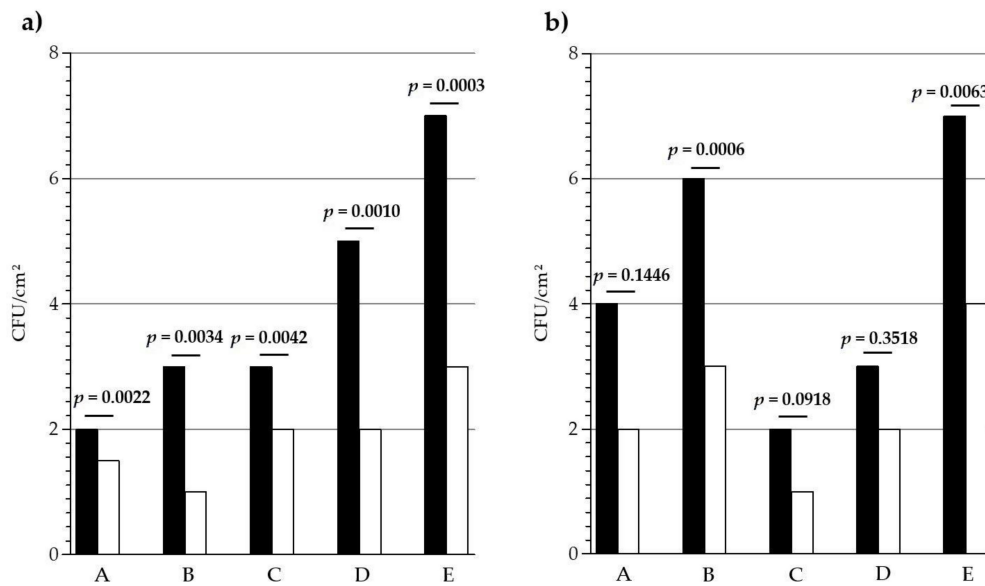 a)
8
6
4
2
0
CFU/cm²
p = 0.0022
p = 0.0034
p = 0.0042
p = 0.0010
p = 0.0003
A B C D E
b)
8
6
4
2
0
CFU/cm²
p = 0.1446
p = 0.0006
p = 0.0918
p = 0.3518
p = 0.0063
A B C D E